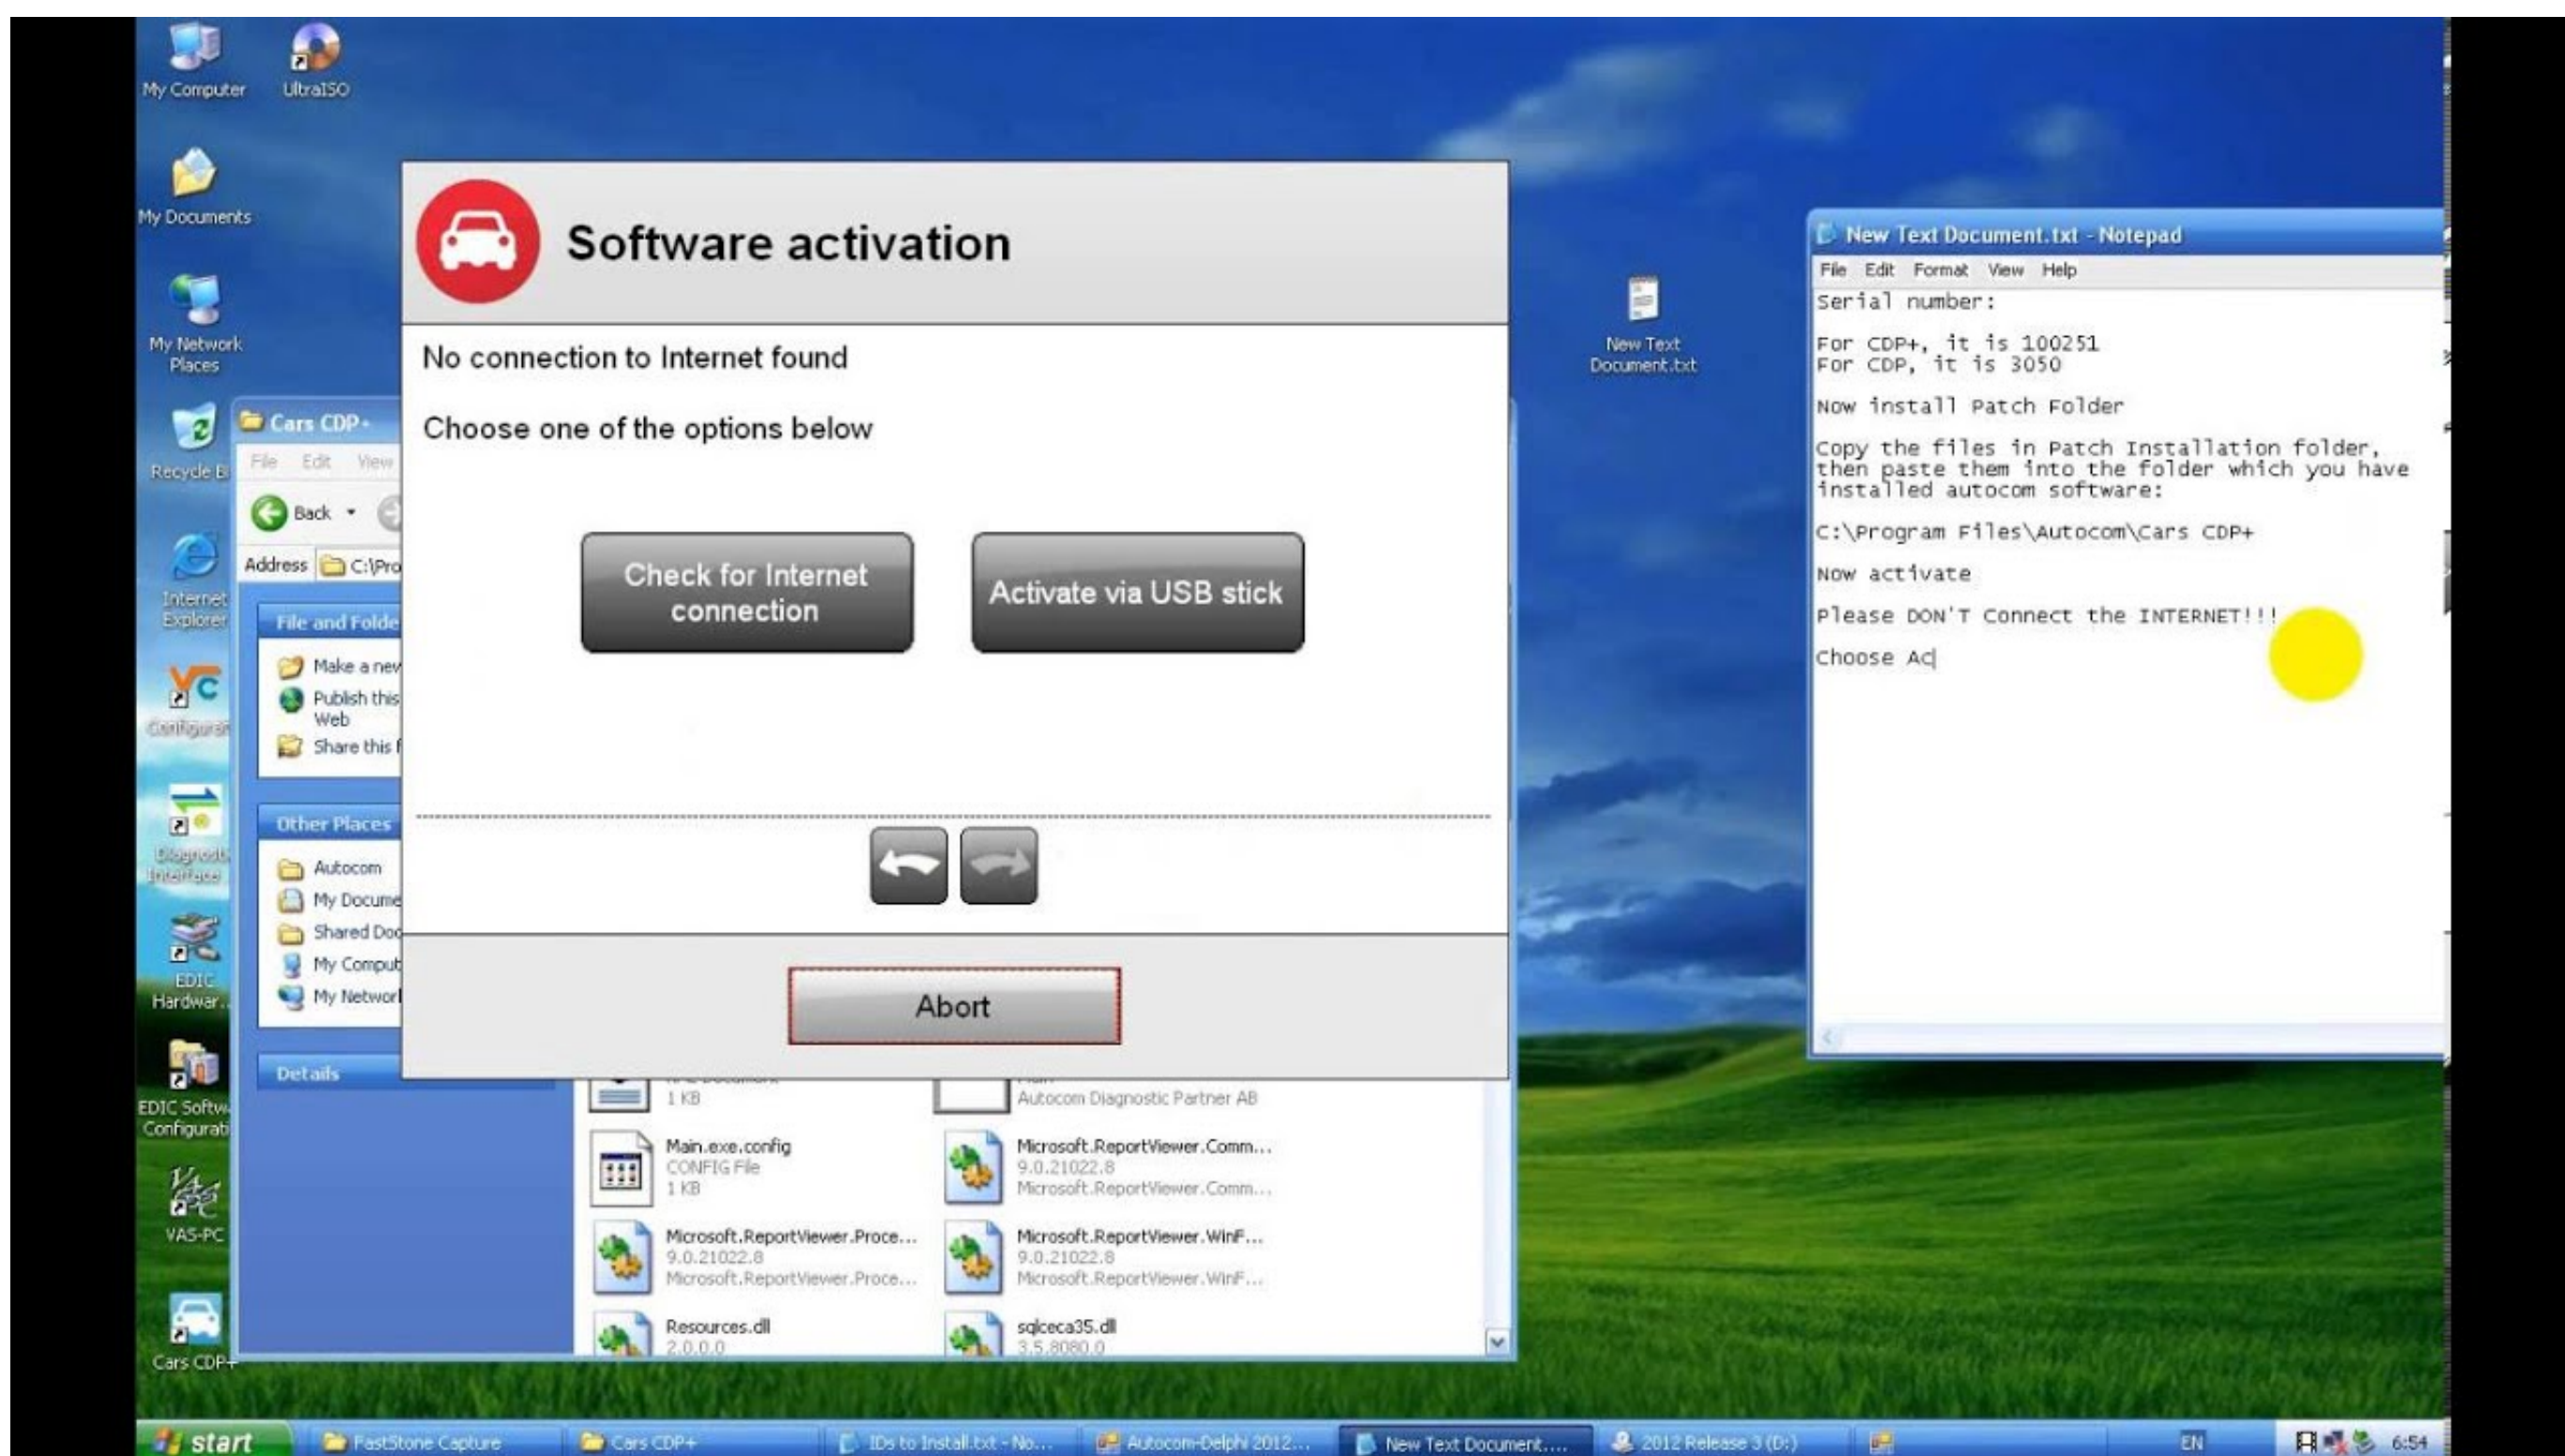 My Computer
UltraISO
My Documents
My Network
Places
Recycle
Internet
Explorer
EDIC
Hardwar...
EDIC Softw
Configurati
VAS-PC
Cars CDP+
Cars CDP+
File Edit View
Back
Address C:\Pro
File and Folde
Make a new
Publish this
Web
Share this f
Other Places
Autocom
My Docume
Shared Doc
My Comput
My Networ
Details
Software activation
No connection to Internet found
Choose one of the options below
Check for Internet
connection
Activate via USB stick
Abort
1 KB
Autocom Diagnostic Partner AB
Main.exe.config
CONFIG File
1 KB
Microsoft.ReportViewer.Comm...
9.0.21022.8
Microsoft.ReportViewer.Comm...
Microsoft.ReportViewer.Proce...
9.0.21022.8
Microsoft.ReportViewer.Proce...
Microsoft.ReportViewer.WinF...
9.0.21022.8
Microsoft.ReportViewer.WinF...
Resources.dll
2.0.0.0
sqlceca35.dll
3.5.8080.0
New Text
Document.txt
New Text Document.txt - Notepad
File Edit Format View Help
Serial number:
For CDP+, it is 100251
For CDP, it is 3050
Now install Patch Folder
Copy the files in Patch Installation folder,
then paste them into the folder which you have
installed autocom software:
C:\Program Files\Autocom\Cars CDP+
Now activate
Please DON'T Connect the INTERNET!!!
Choose Ac
start
FastStone Capture
Cars CDP+
IDs to Install.txt - No...
Autocom-Delphi 2012...
New Text Document....
2012 Release 3 (D:)
EN
6:54